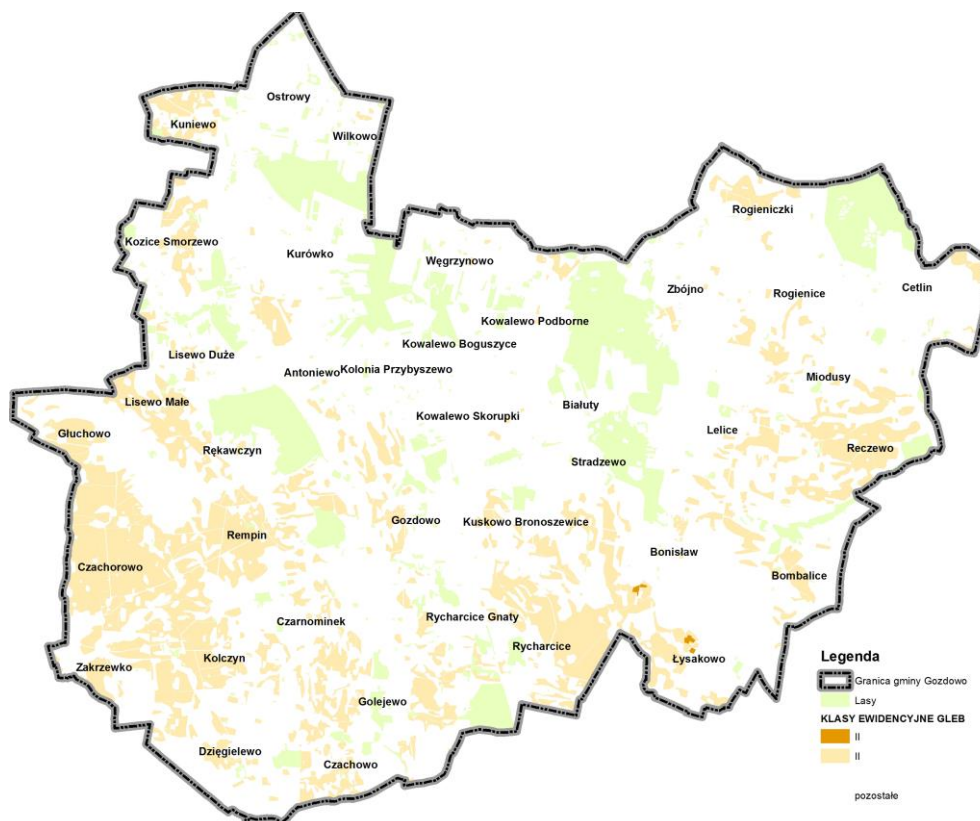 Ostrowy
Kuniewo
Wilkowo
Rogieniczki
Kozice Smorzewo
Kurówko
Węgrzynowo
Zbójno
Rogienice
Cetlin
Kowalewo Podborne
Kowalewo Boguszyce
Lisewo Duże
Antoniewo
Kolonia Przybyszewo
Miodusy
Lisewo Małe
Białuty
Kowalewo Skorupki
Głuchowo
Lelice
Rękawczyn
Reczewo
Stradzewo
Gozdowo
Kuskowo Bronoszewice
Rempin
Bonisław
Czachorowo
Bombalice
Czarnominek
Rycharcice Gnaty
Rycharcice
Kolczyn
Łysakowo
Zakrzewko
Golejewo
Dzięgielewo
Czachowo
Legenda
Granica gminy Gozdowo
Lasy
KLASY EWIDENCYJNE GLEB
II
II
pozostałe